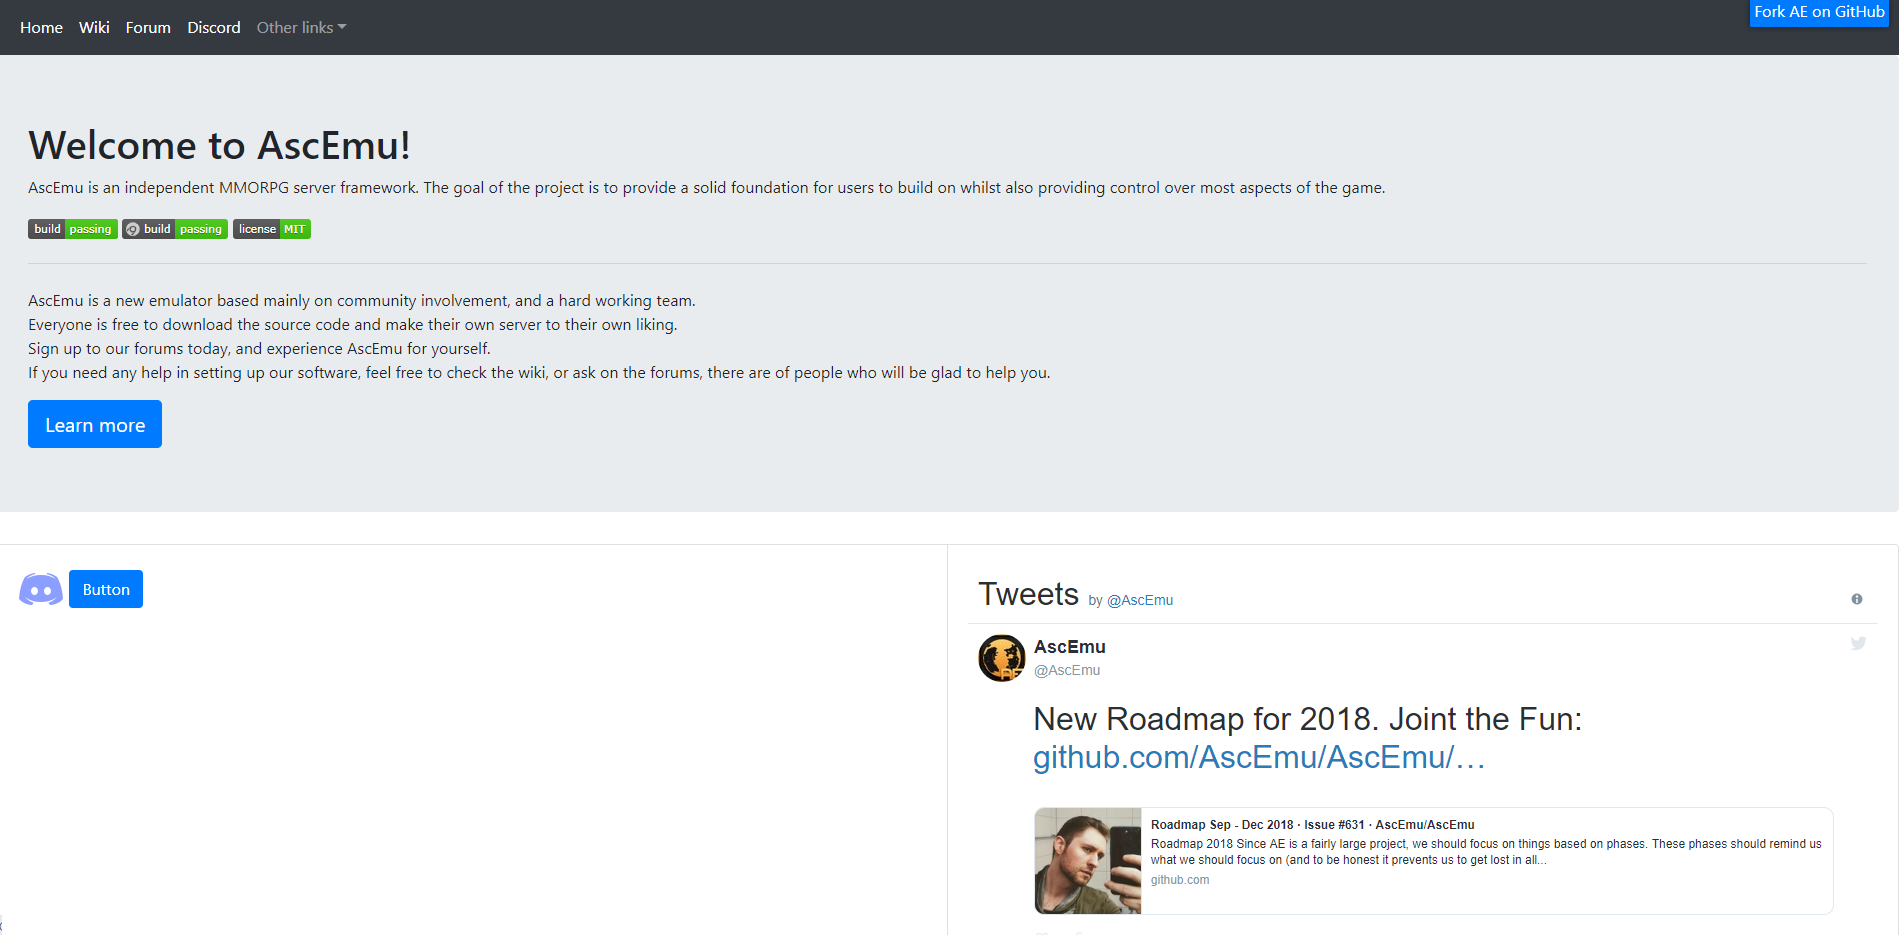 Home Wiki Forum Discord Other links
Fork AE on GitHub
Welcome to AscEmu!
AscEmu is an independent MMORPG server framework. The goal of the project is to provide a solid foundation for users to build on whilst also providing control over most aspects of the game.
build passing build passing license MIT
AscEmu is a new emulator based mainly on community involvement, and a hard working team.
Everyone is free to download the source code and make their own server to their own liking.
Sign up to our forums today, and experience AscEmu for yourself.
If you need any help in setting up our software, feel free to check the wiki, or ask on the forums, there are of people who will be glad to help you.
Learn more
Button
Tweets by @AscEmu
AscEmu
@AscEmu
New Roadmap for 2018. Joint the Fun:
github.com/AscEmu/AscEmu/…
Roadmap Sep - Dec 2018 · Issue #631 · AscEmu/AscEmu
Roadmap 2018 Since AE is a fairly large project, we should focus on things based on phases. These phases should remind us
what we should focus on (and to be honest it prevents us to get lost in all...
github.com